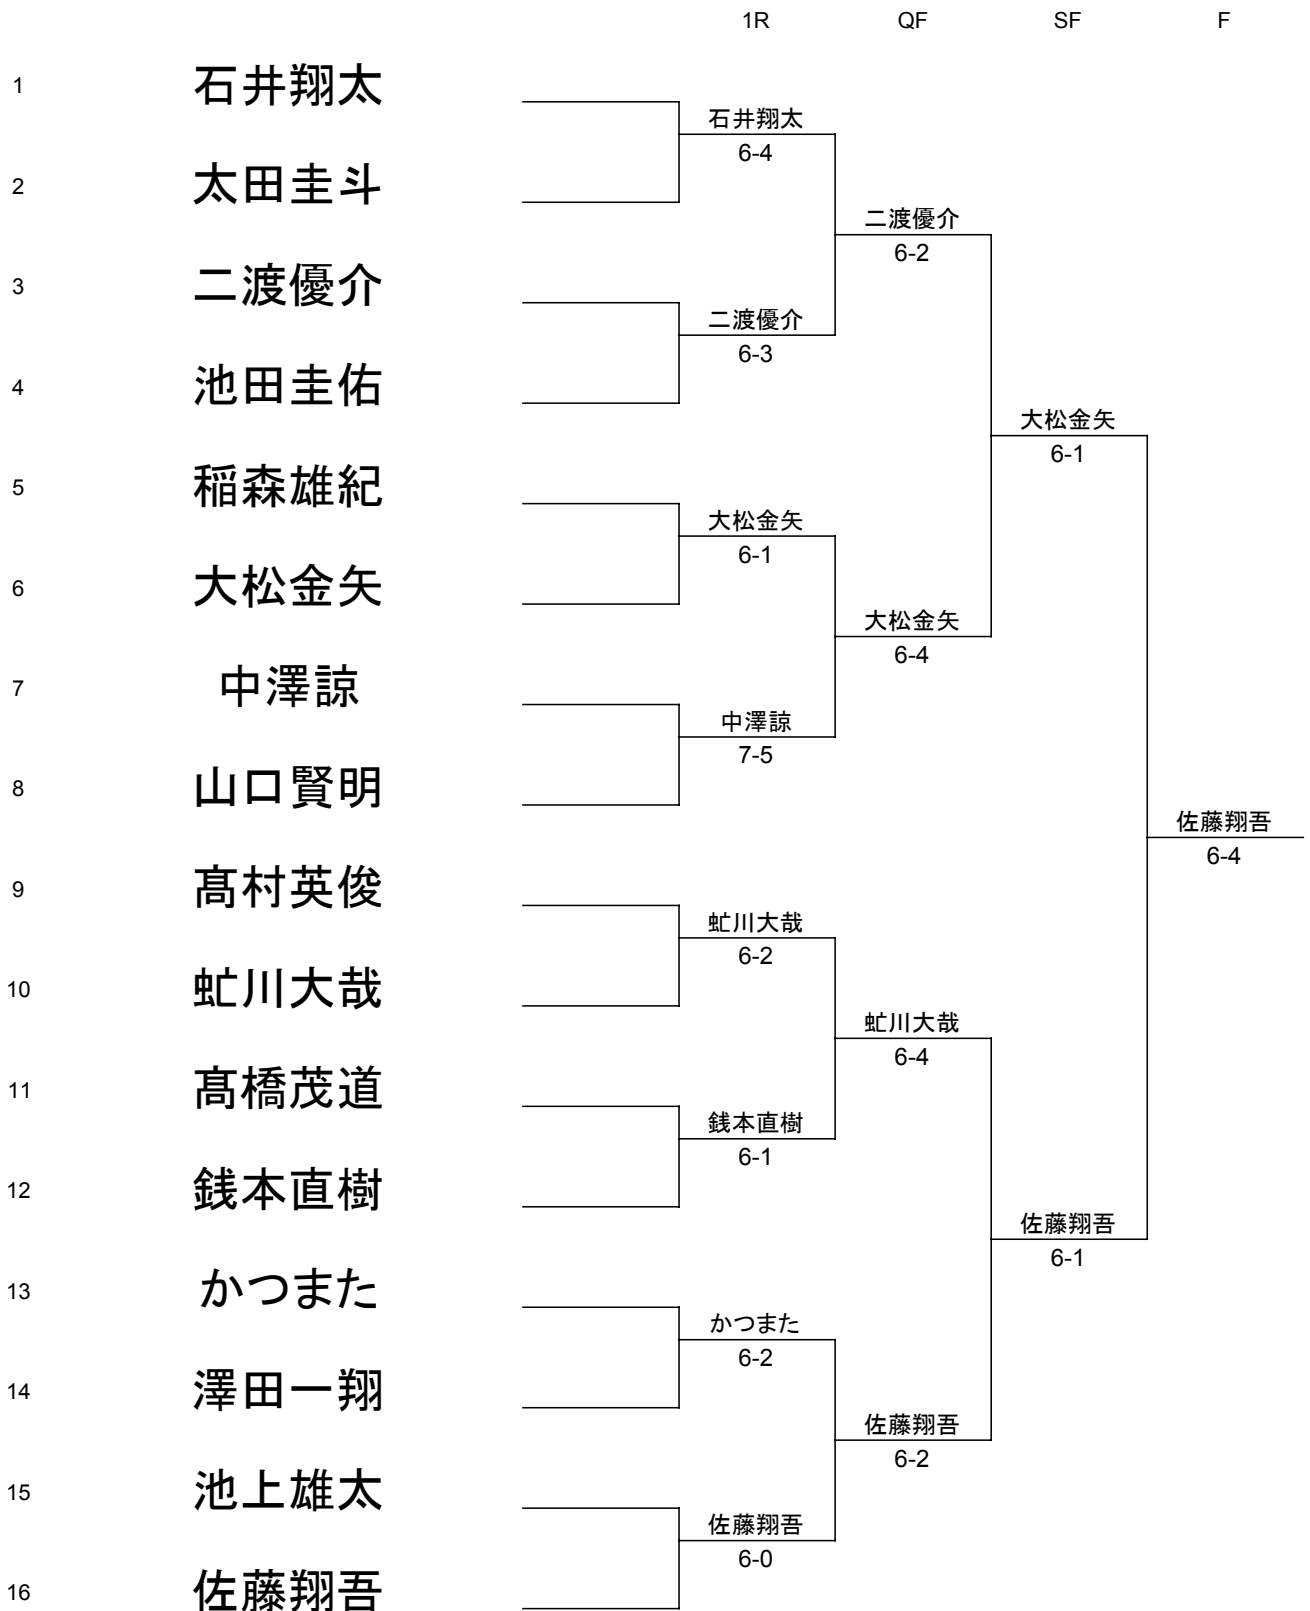 1R QF SF F
1 石井翔太
石井翔太
6-4
2 太田圭斗
二渡優介
6-2
3 二渡優介
二渡優介
6-3
4 池田圭佑
大松金矢
6-1
5 稲森雄紀
大松金矢
6-1
6 大松金矢
大松金矢
6-4
7 中澤諒
中澤諒
7-5
8 山口賢明
佐藤翔吾
6-4
9 髙村英俊
虻川大哉
6-2
10 虻川大哉
虻川大哉
6-4
11 髙橋茂道
銭本直樹
6-1
12 銭本直樹
佐藤翔吾
6-1
13 かつまた
かつまた
6-2
14 澤田一翔
佐藤翔吾
6-2
15 池上雄太
佐藤翔吾
6-0
16 佐藤翔吾